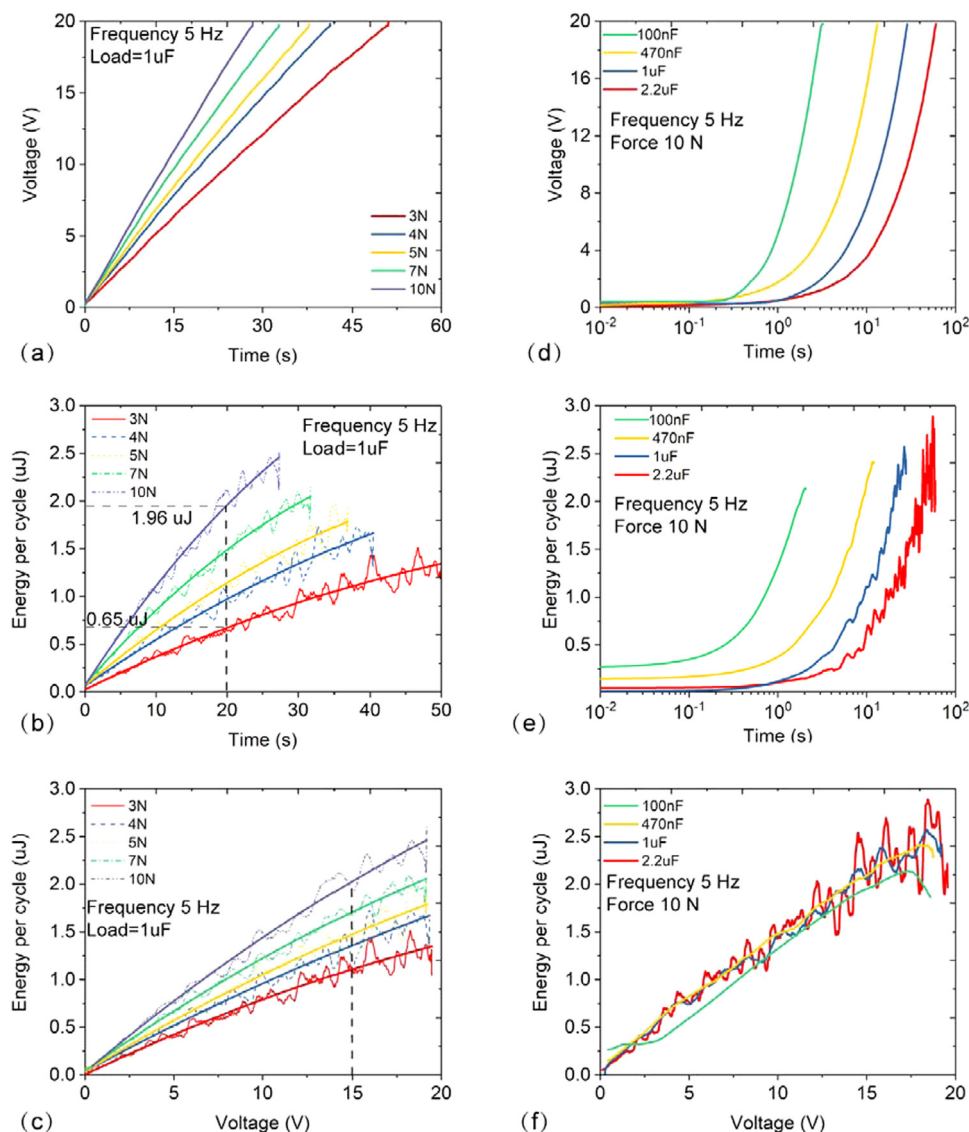 Frequency 5 Hz
Load=1uF
Voltage (V)
20
15
10
5
0
3N
4N
5N
7N
10N
0 15 30 45 60
Time (s)
(a)
100nF
470nF
1uF
2.2uF
Frequency 5 Hz
Force 10 N
Voltage (V)
20
16
12
8
4
0
10-2 10-1 100 101 102
Time (s)
(d)
3N
4N
5N
7N
10N
Frequency 5 Hz
Load=1uF
1.96 uJ
0.65 uJ
Energy per cycle (uJ)
3.0
2.5
2.0
1.5
1.0
0.5
0.0
0 10 20 30 40 50
Time (s)
(b)
100nF
470nF
1uF
2.2uF
Frequency 5 Hz
Force 10 N
Energy per cycle (uJ)
3.0
2.5
2.0
1.5
1.0
0.5
10-2 10-1 100 101 102
Time (s)
(e)
3N
4N
5N
7N
10N
Frequency 5 Hz
Load=1uF
Energy per cycle (uJ)
3.0
2.5
2.0
1.5
1.0
0.5
0.0
0 5 10 15 20
Voltage (V)
(c)
100nF
470nF
1uF
2.2uF
Frequency 5 Hz
Force 10 N
Energy per cycle (uJ)
3.0
2.5
2.0
1.5
1.0
0.5
0.0
0 5 10 15 20
Voltage (V)
(f)